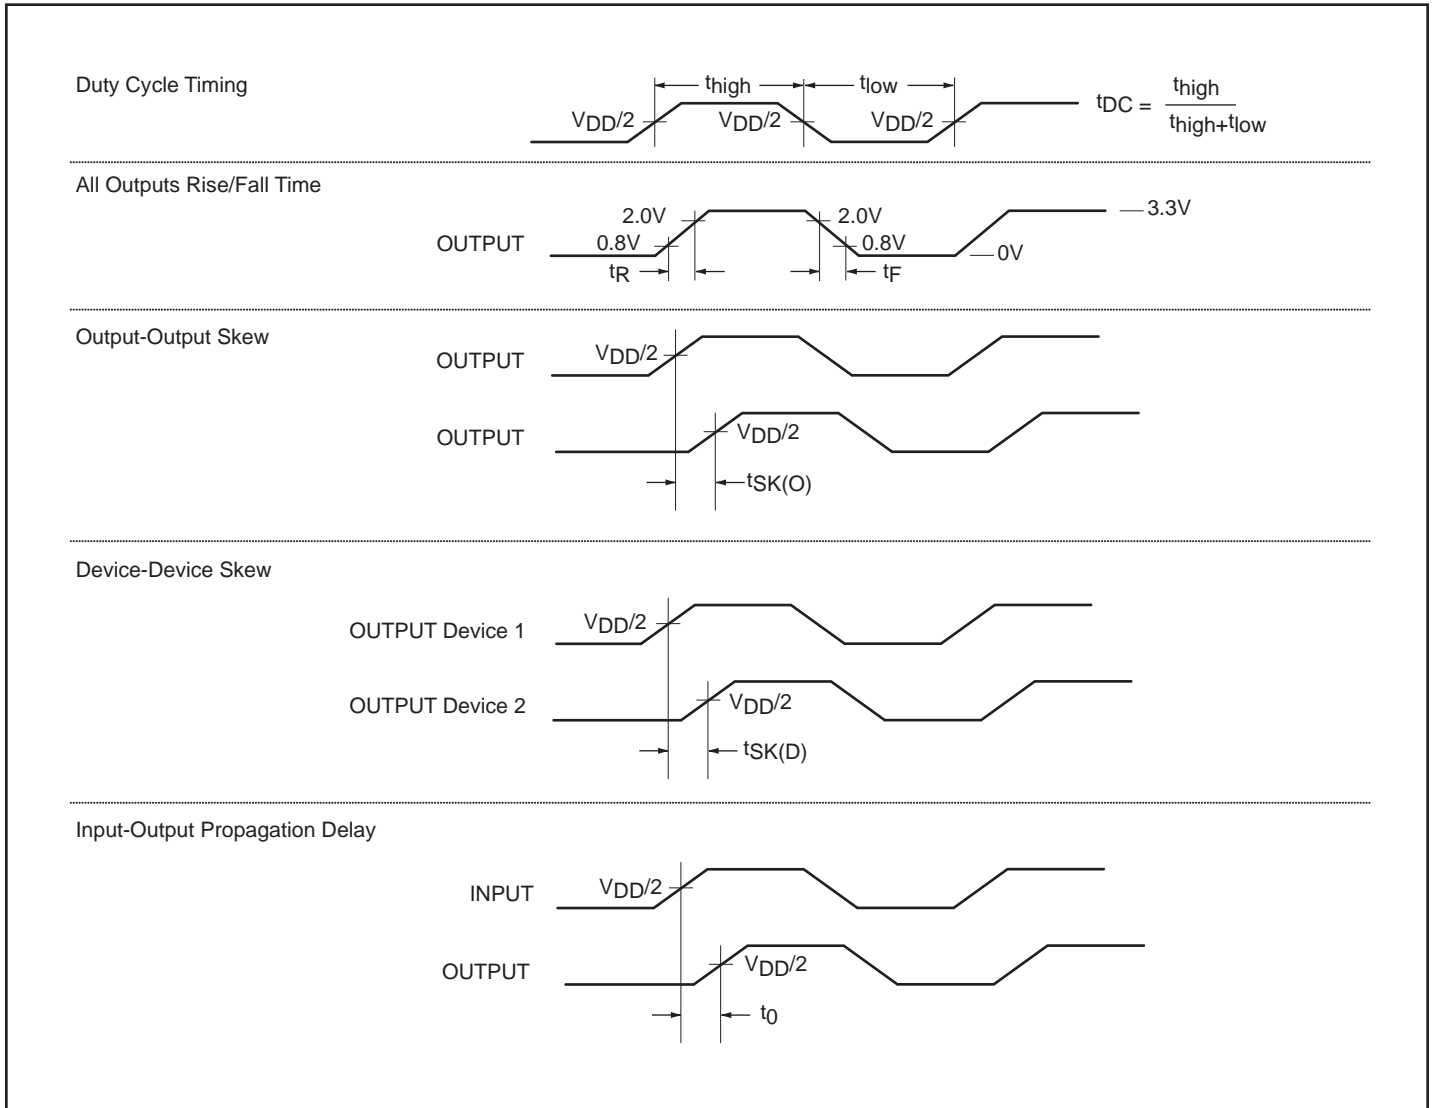 Duty Cycle Timing
thigh
tlow
VDD/2
VDD/2
VDD/2
tDC = thigh
thigh+tlow
All Outputs Rise/Fall Time
OUTPUT
2.0V
0.8V
2.0V
0.8V
3.3V
0V
tR
tF
Output-Output Skew
OUTPUT
VDD/2
OUTPUT
VDD/2
tSK(O)
Device-Device Skew
OUTPUT Device 1
VDD/2
OUTPUT Device 2
VDD/2
tSK(D)
Input-Output Propagation Delay
INPUT
VDD/2
OUTPUT
VDD/2
t0